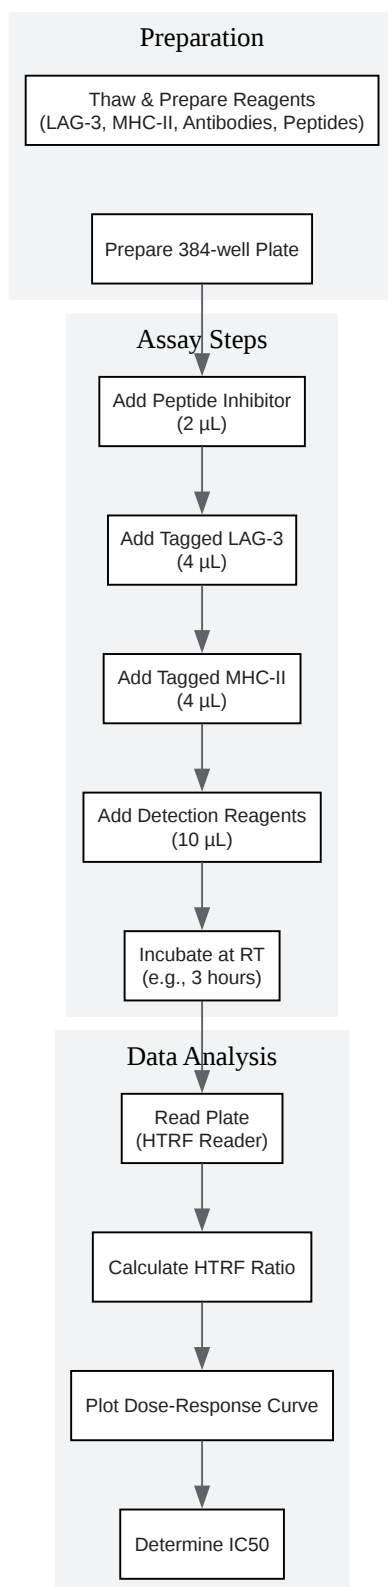 Preparation
Thaw & Prepare Reagents
(LAG-3, MHC-II, Antibodies, Peptides)
Prepare 384-well Plate
Assay Steps
Add Peptide Inhibitor
(2 µL)
Add Tagged LAG-3
(4 µL)
Add Tagged MHC-II
(4 µL)
Add Detection Reagents
(10 µL)
Incubate at RT
(e.g., 3 hours)
Data Analysis
Read Plate
(HTRF Reader)
Calculate HTRF Ratio
Plot Dose-Response Curve
Determine IC50